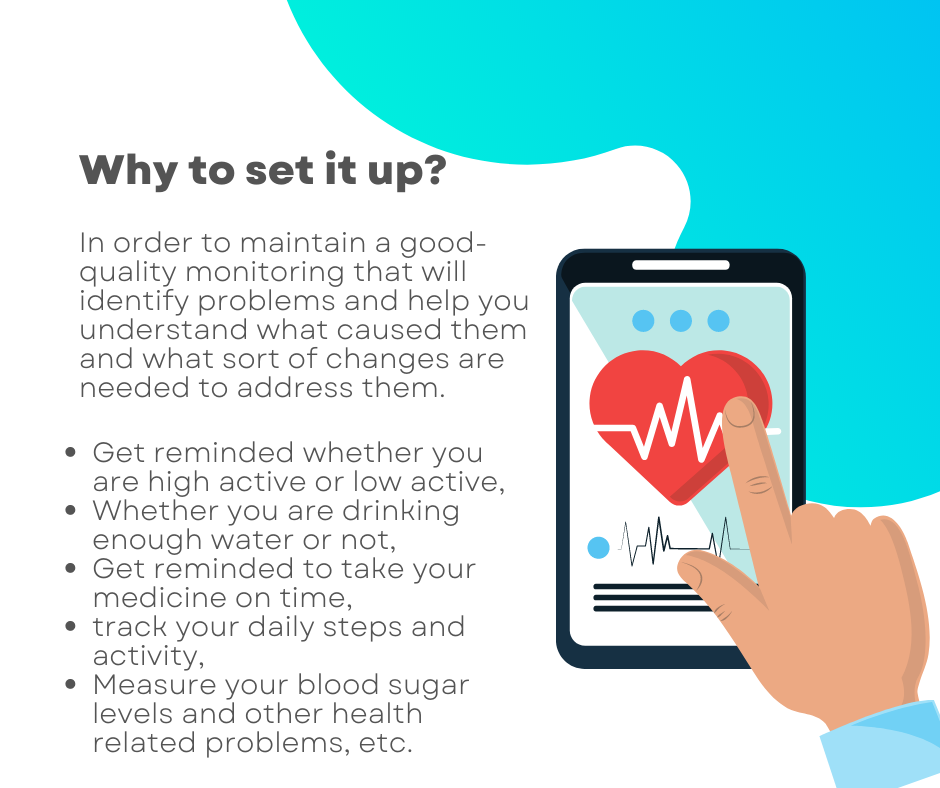 Why to set it up?
In order to maintain a good-
quality monitoring that will
identify problems and help you
understand what caused them
and what sort of changes are
needed to address them.
• Get reminded whether you
are high active or low active,
• Whether you are drinking
enough water or not,
• Get reminded to take your
medicine on time,
• track your daily steps and
activity,
• Measure your blood sugar
levels and other health
related problems, etc.